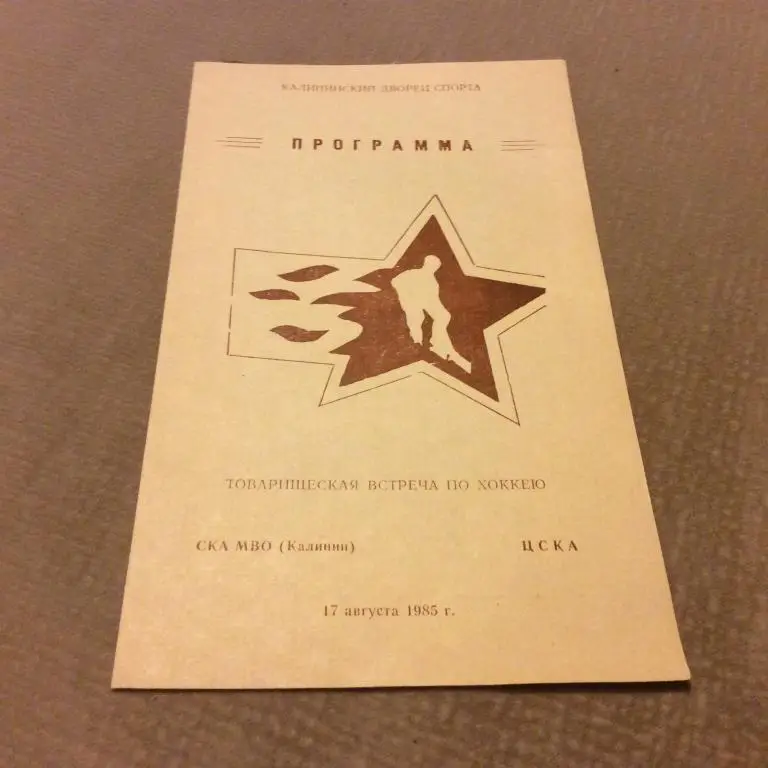 КАЛИНИНСКИЙ ДВОРЕЦ СПОРТА
ПРОГРАММА
ТОВАРИЩЕСКАЯ ВСТРЕЧА ПО ХОККЕЮ
СКА МВО (Калинин) ЦСКА
17 августа 1985 г.